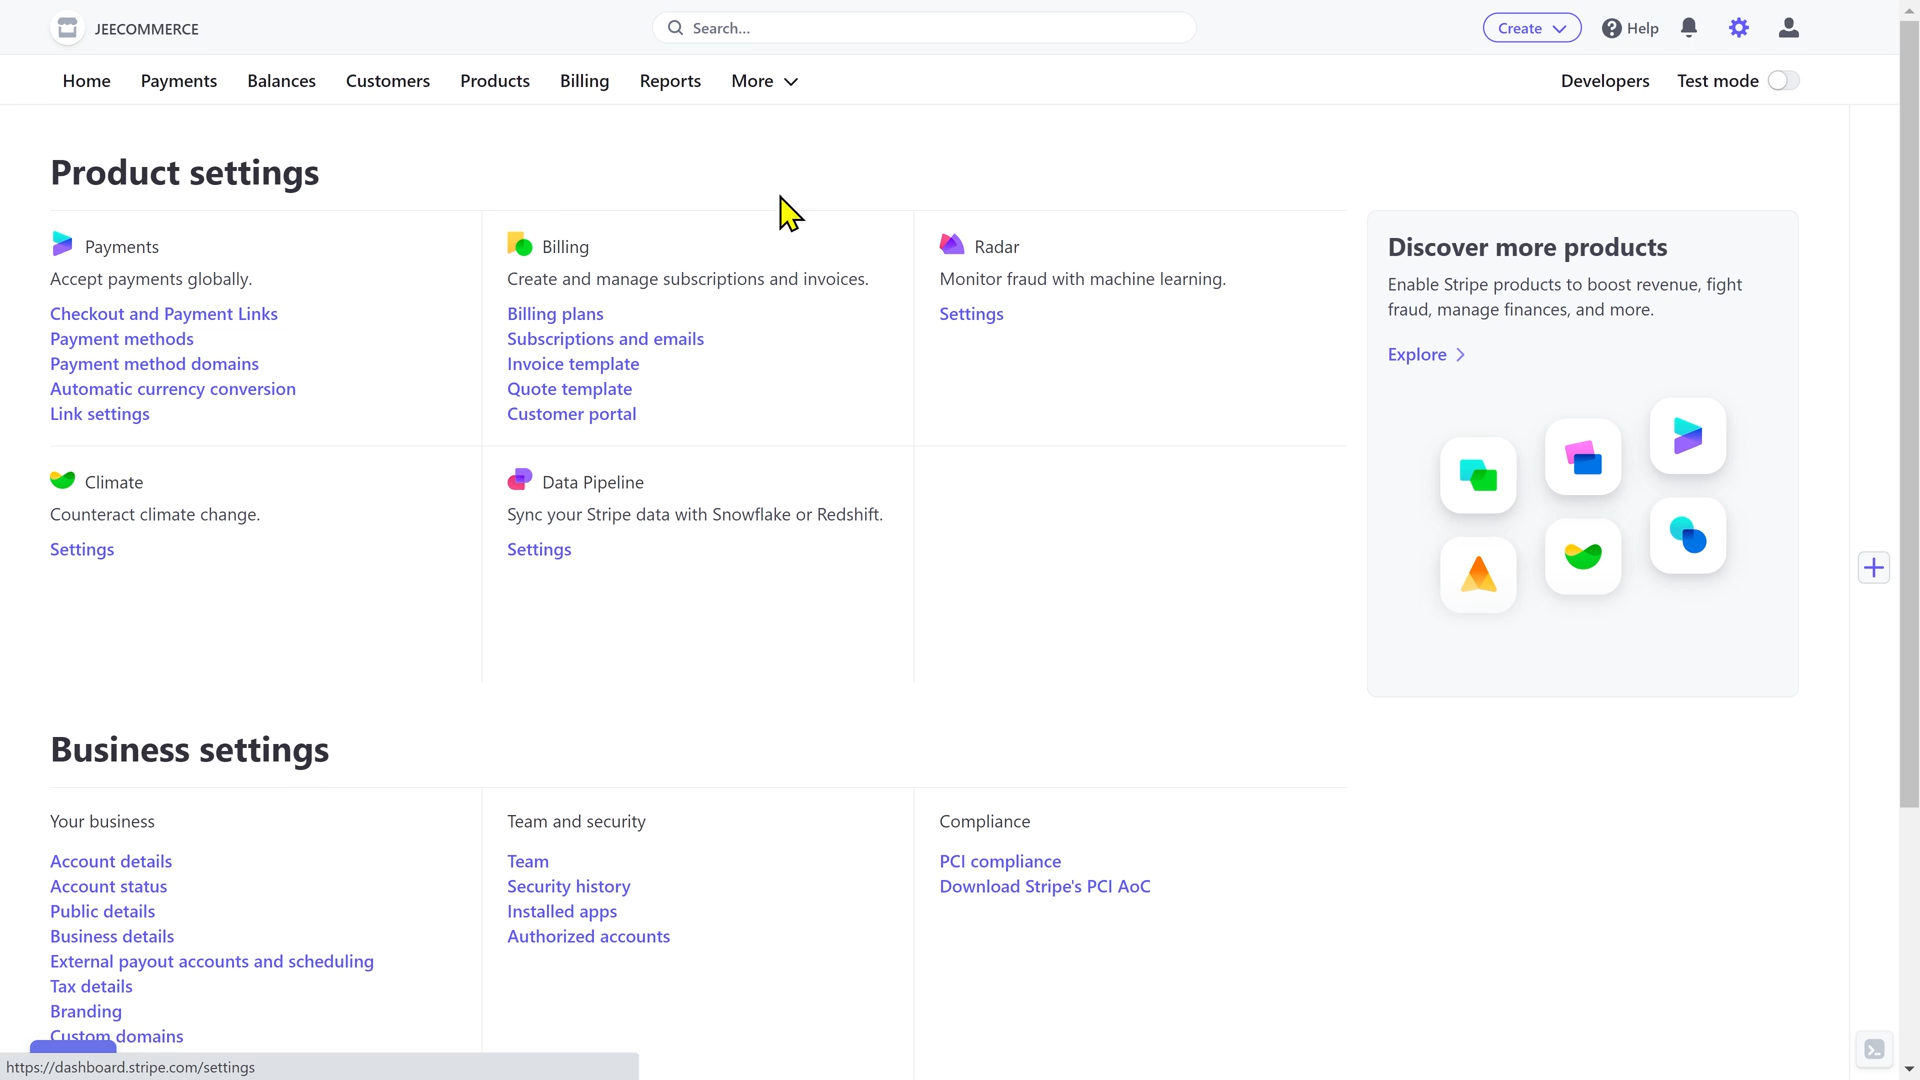 JEECOMMERCE
Search...
Create
Help
Home
Payments
Balances
Customers
Products
Billing
Reports
More
Developers
Test mode
Product settings
Payments
Accept payments globally.
Checkout and Payment Links
Payment methods
Payment method domains
Automatic currency conversion
Link settings
Billing
Create and manage subscriptions and invoices.
Billing plans
Subscriptions and emails
Invoice template
Quote template
Customer portal
Radar
Monitor fraud with machine learning.
Settings
Discover more products
Enable Stripe products to boost revenue, fight
fraud, manage finances, and more.
Explore
Climate
Counteract climate change.
Settings
Data Pipeline
Sync your Stripe data with Snowflake or Redshift.
Settings
Business settings
Your business
Account details
Account status
Public details
Business details
External payout accounts and scheduling
Tax details
Branding
Custom domains
Team and security
Team
Security history
Installed apps
Authorized accounts
Compliance
PCI compliance
Download Stripe's PCI AoC
https://dashboard.stripe.com/settings